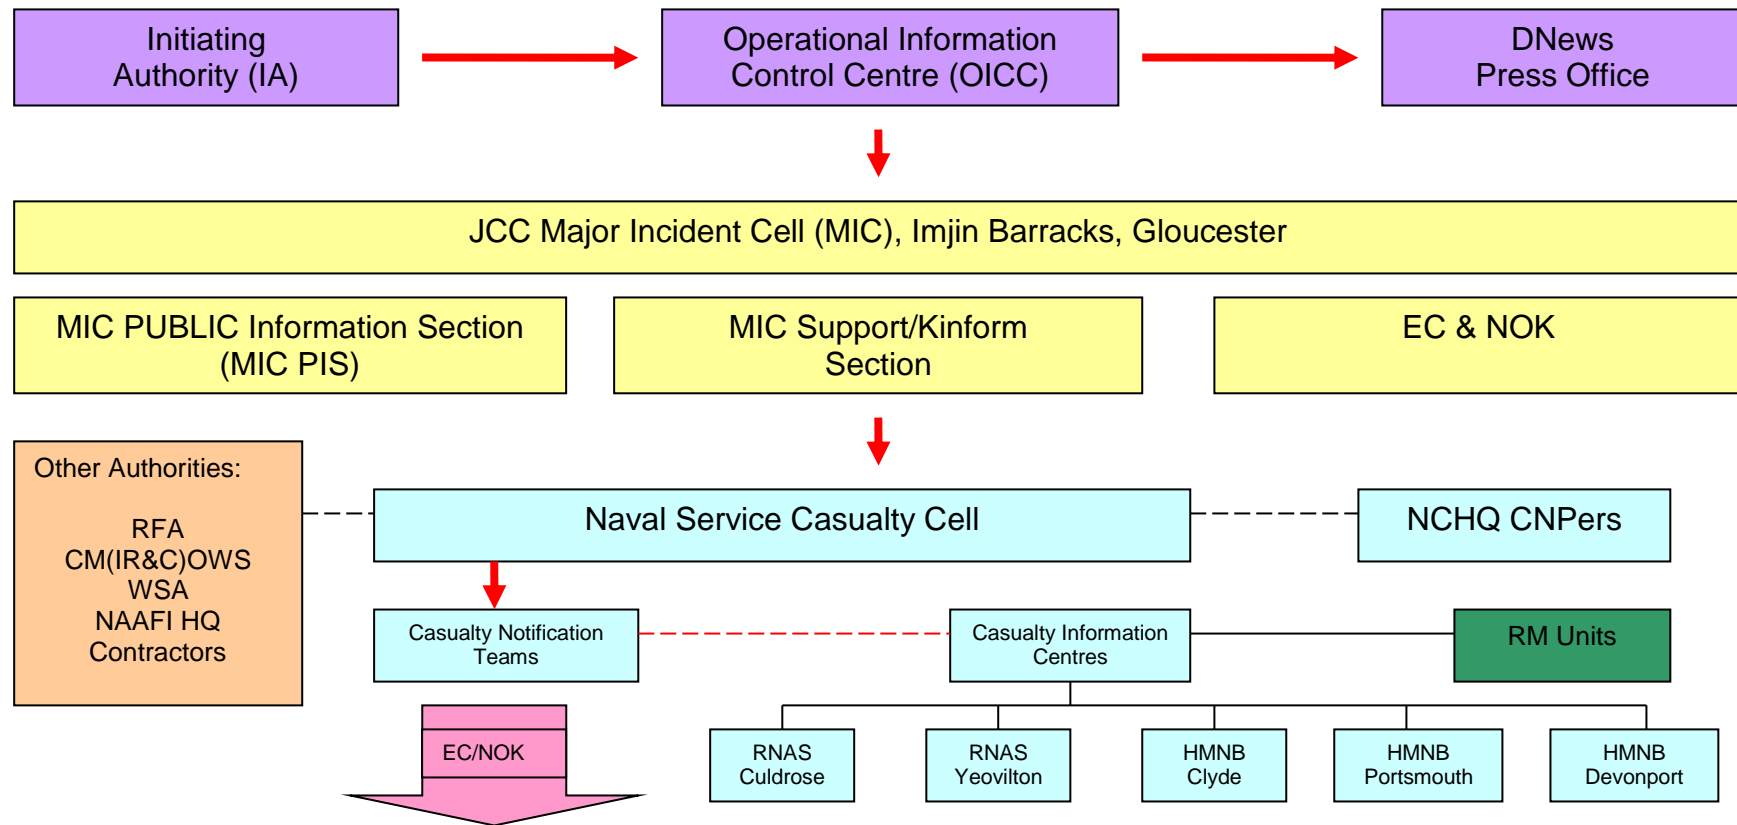 Initiating
Authority (IA)
Operational Information
Control Centre (OICC)
DNews
Press Office
JCC Major Incident Cell (MIC), Imjin Barracks, Gloucester
MIC PUBLIC Information Section
(MIC PIS)
MIC Support/Kinform
Section
EC & NOK
Other Authorities:
RFA
CM(IR&C)OWS
WSA
NAAFI HQ
Contractors
Naval Service Casualty Cell
NCHQ CNPers
Casualty Notification
Teams
Casualty Information
Centres
RM Units
EC/NOK
RNAS
Culdrose
RNAS
Yeovilton
HMNB
Clyde
HMNB
Portsmouth
HMNB
Devonport